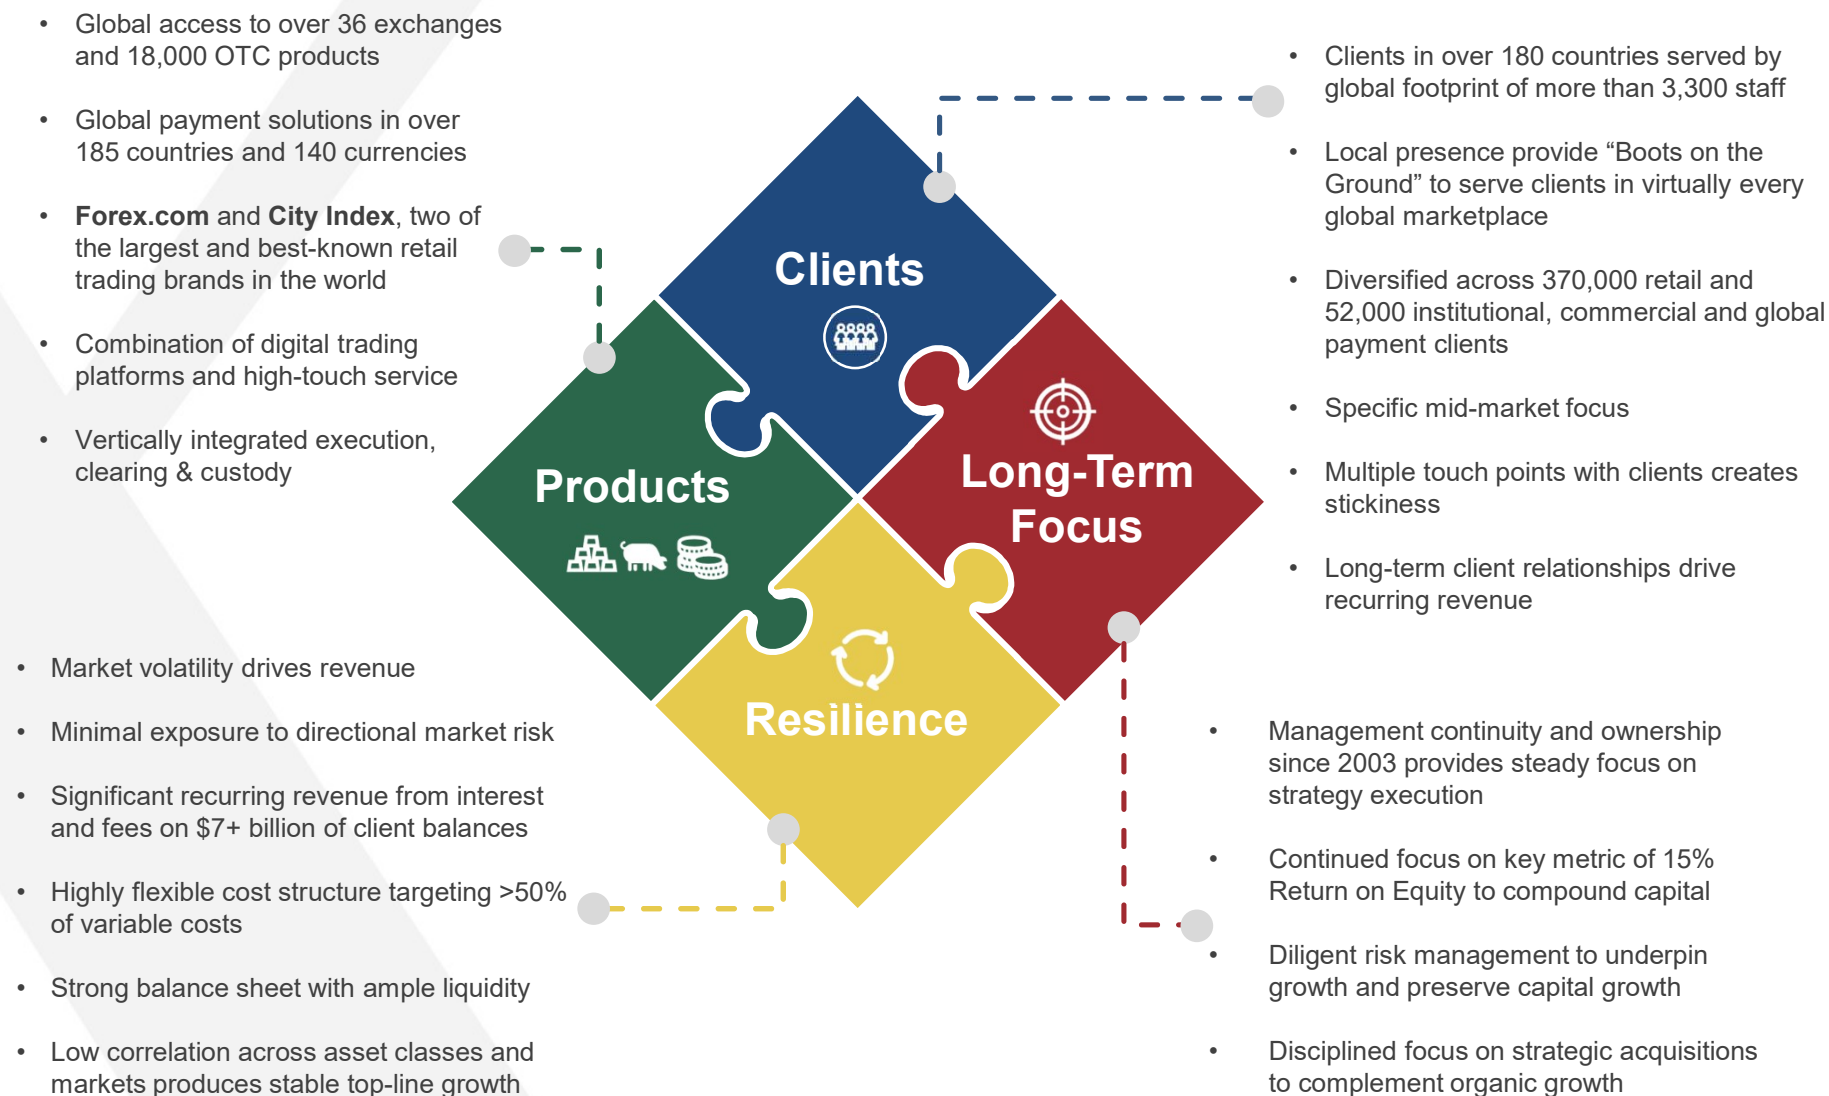 • Global access to over 36 exchanges
and 18,000 OTC products
• Global payment solutions in over
185 countries and 140 currencies
• Forex.com and City Index, two of
the largest and best-known retail
trading brands in the world
• Combination of digital trading
platforms and high-touch service
• Vertically integrated execution,
clearing & custody
• Clients in over 180 countries served by
global footprint of more than 3,300 staff
• Local presence provide “Boots on the
Ground” to serve clients in virtually every
global marketplace
• Diversified across 370,000 retail and
52,000 institutional, commercial and global
payment clients
• Specific mid-market focus
• Multiple touch points with clients creates
stickiness
• Long-term client relationships drive
recurring revenue
Clients
Products
Long-Term
Focus
Resilience
• Market volatility drives revenue
• Minimal exposure to directional market risk
• Significant recurring revenue from interest
and fees on $7+ billion of client balances
• Highly flexible cost structure targeting >50%
of variable costs
• Strong balance sheet with ample liquidity
• Low correlation across asset classes and
markets produces stable top-line growth
• Management continuity and ownership
since 2003 provides steady focus on
strategy execution
• Continued focus on key metric of 15%
Return on Equity to compound capital
• Diligent risk management to underpin
growth and preserve capital growth
• Disciplined focus on strategic acquisitions
to complement organic growth